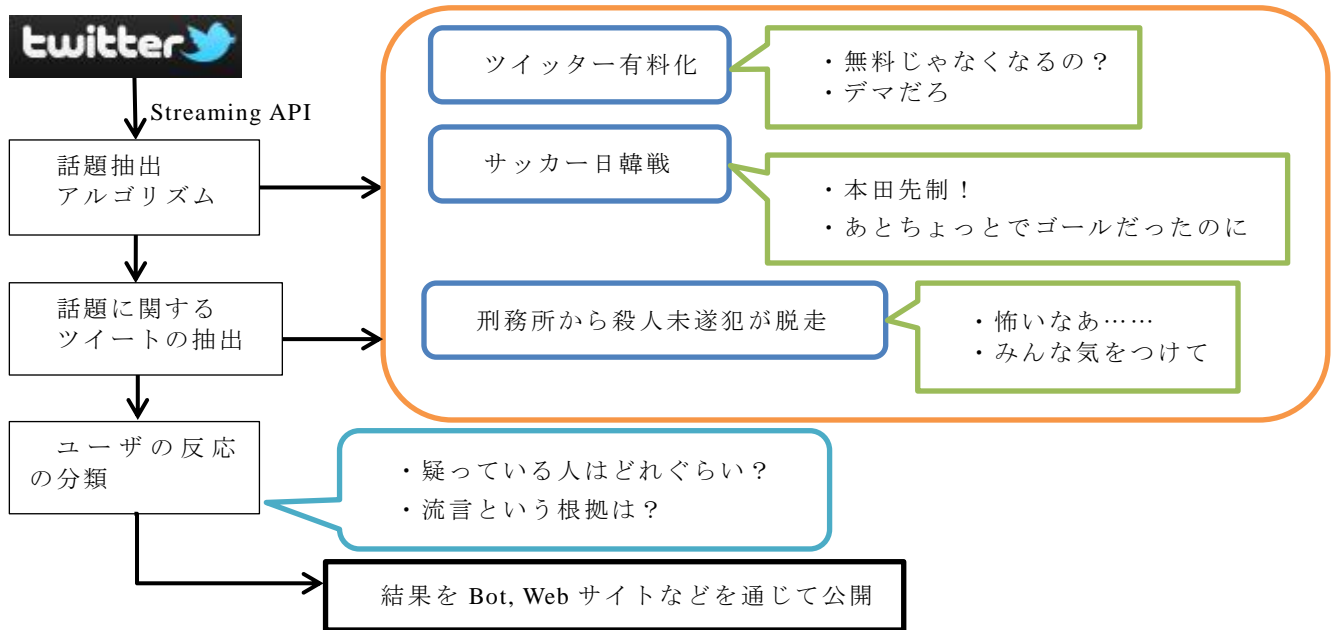 twitter
Streaming API
話題抽出
アルゴリズム
話題に関する
ツイートの抽出
ユーザの反応
の分類
ツイッター有料化
・無料じゃなくなるの？
・デマだろ
サッカー日韓戦
・本田先制！
・あとちょっとでゴールだったのに
刑務所から殺人未遂犯が脱走
・怖いなあ……
・みんな気をつけて
・疑っている人はどれぐらい？
・流言という根拠は？
結果を Bot, Web サイトなどを通じて公開